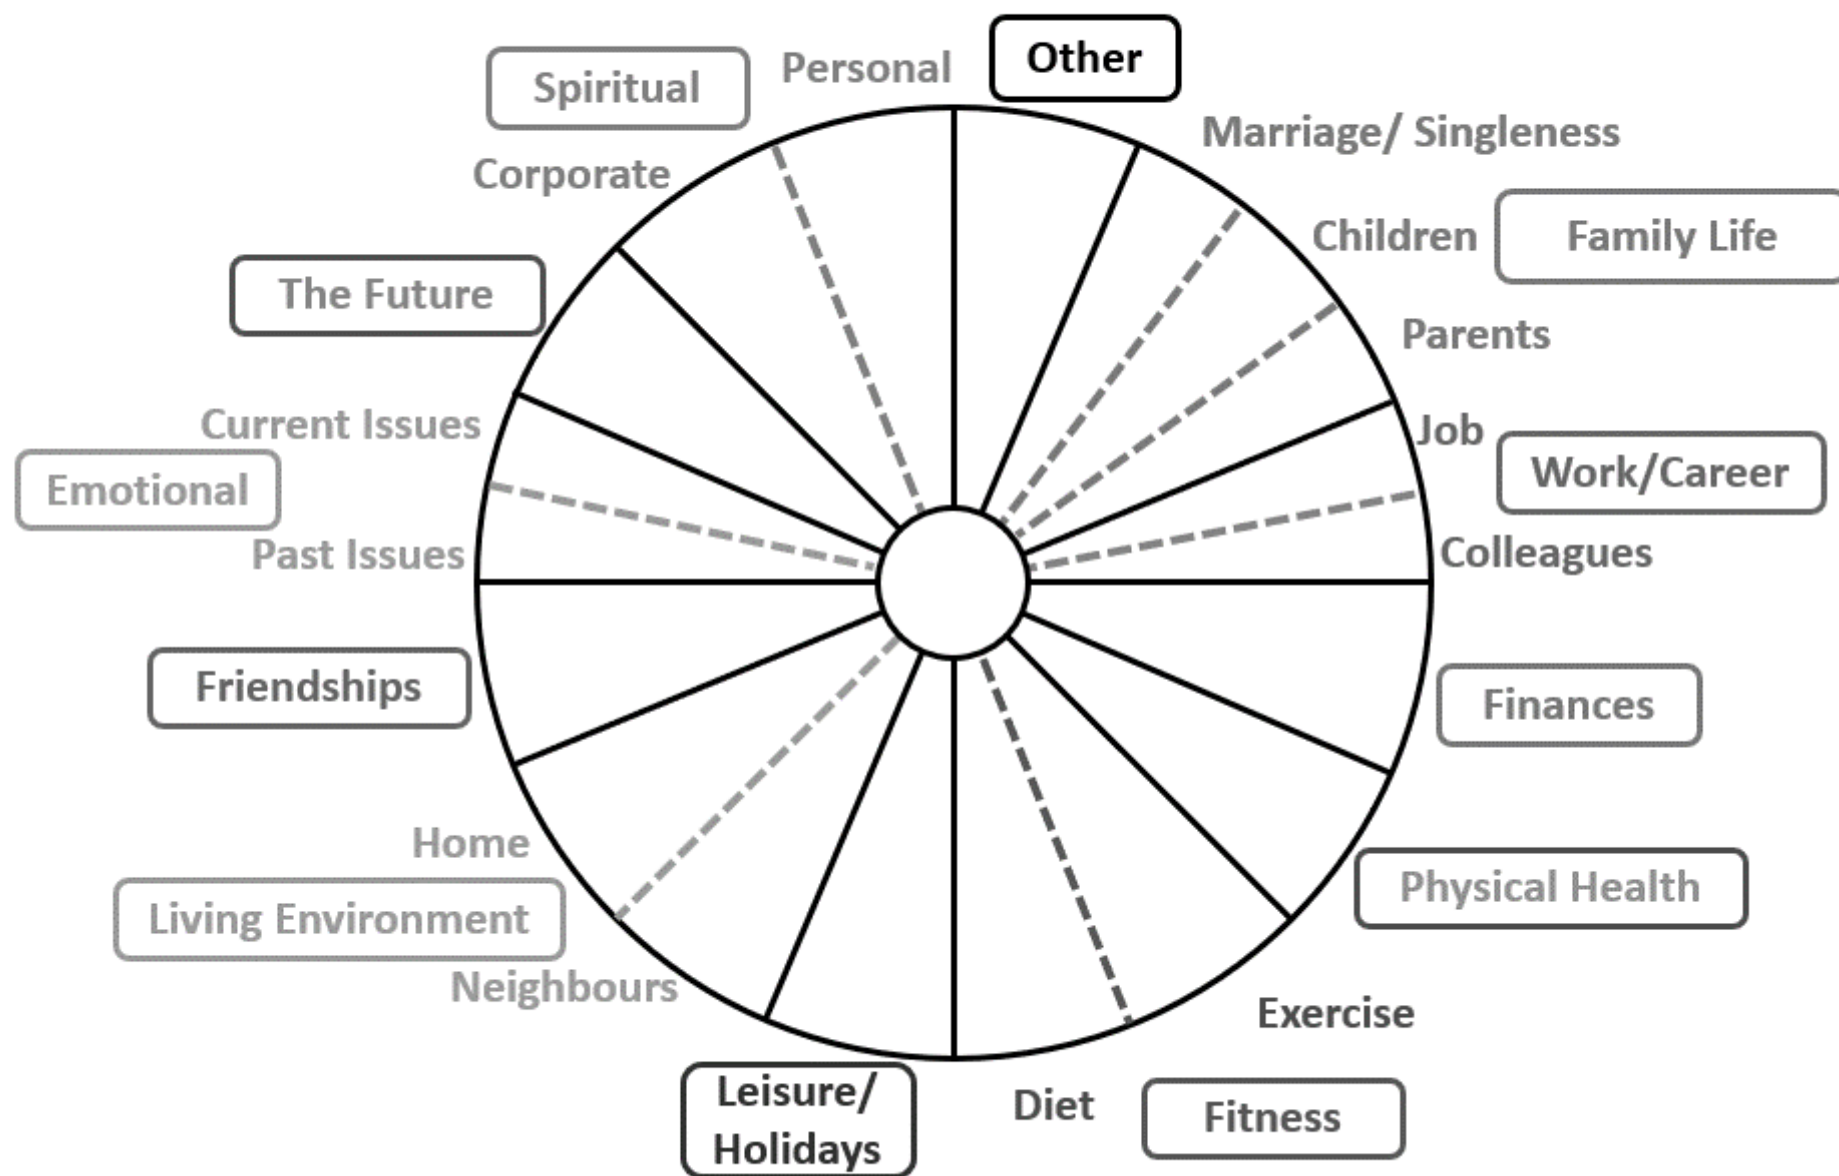 Other
Personal
Spiritual
Marriage/ Singleness
Corporate
Children
Family Life
The Future
Parents
Current Issues
Job
Work/Career
Emotional
Past Issues
Colleagues
Friendships
Finances
Home
Physical Health
Living Environment
Neighbours
Exercise
Leisure/
Holidays
Diet
Fitness